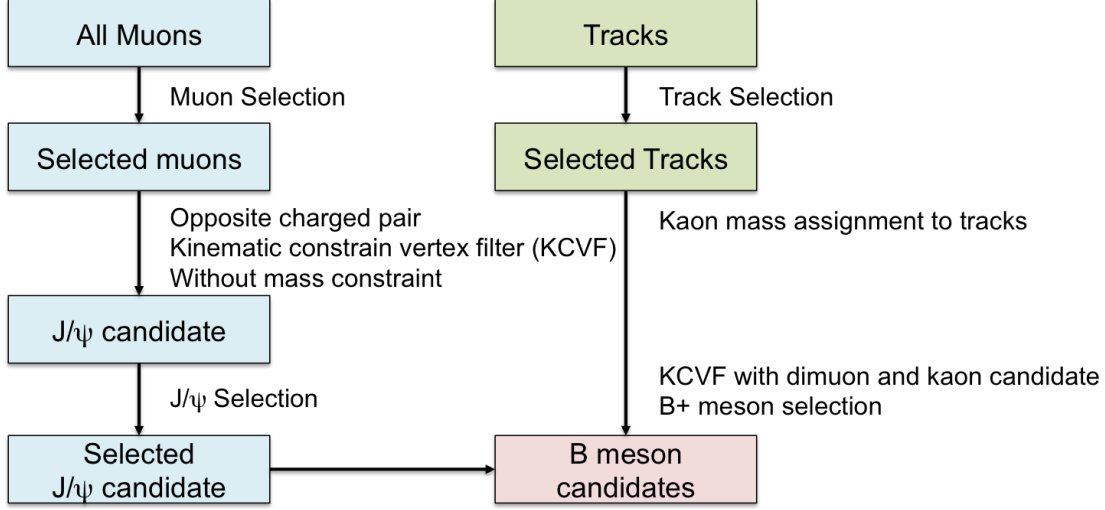 All Muons
Muon Selection
Selected muons
Opposite charged pair
Kinematic constrain vertex filter (KCVF)
Without mass constraint
J/ψ candidate
J/ψ Selection
Selected
J/ψ candidate
Tracks
Track Selection
Selected Tracks
Kaon mass assignment to tracks
KCVF with dimuon and kaon candidate
B+ meson selection
B meson
candidates